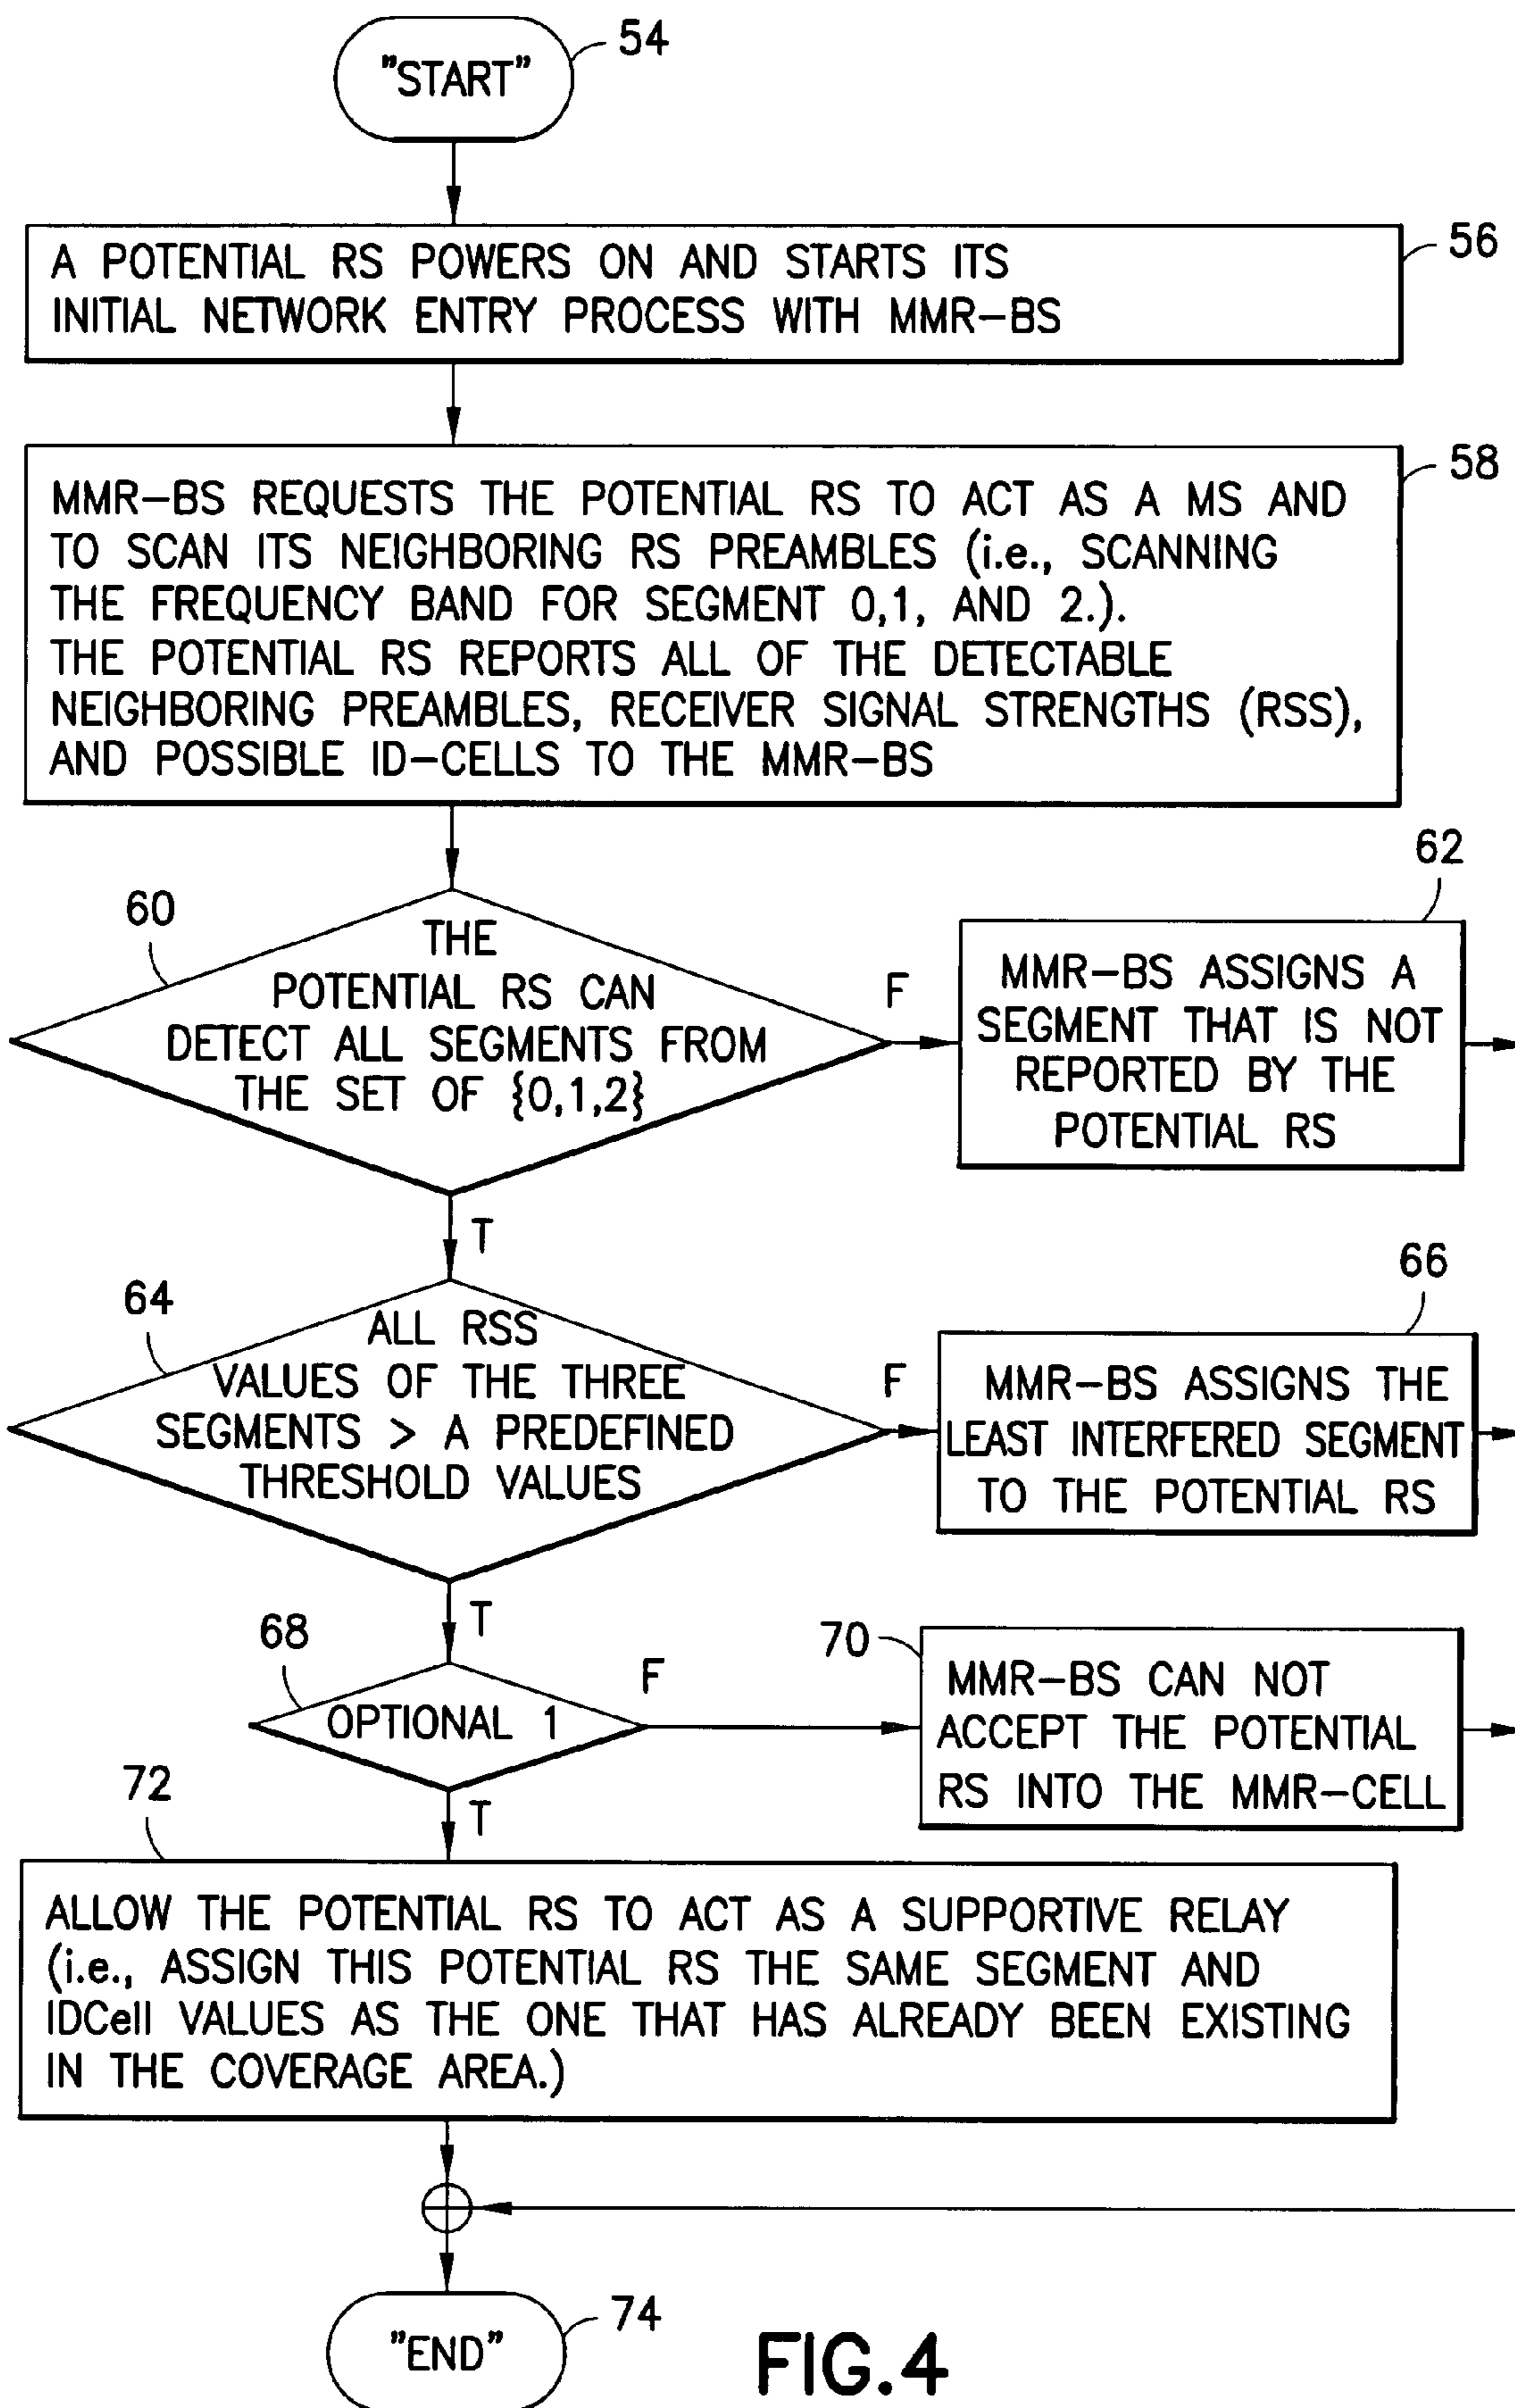 "START"
54
A POTENTIAL RS POWERS ON AND STARTS ITS
INITIAL NETWORK ENTRY PROCESS WITH MMR-BS
56
MMR-BS REQUESTS THE POTENTIAL RS TO ACT AS A MS AND
TO SCAN ITS NEIGHBORING RS PREAMBLES (i.e., SCANNING
THE FREQUENCY BAND FOR SEGMENT 0,1, AND 2.).
THE POTENTIAL RS REPORTS ALL OF THE DETECTABLE
NEIGHBORING PREAMBLES, RECEIVER SIGNAL STRENGTHS (RSS),
AND POSSIBLE ID-CELLS TO THE MMR-BS
58
60
THE
POTENTIAL RS CAN
DETECT ALL SEGMENTS FROM
THE SET OF {0,1,2}
F
T
62
MMR-BS ASSIGNS A
SEGMENT THAT IS NOT
REPORTED BY THE
POTENTIAL RS
64
ALL RSS
VALUES OF THE THREE
SEGMENTS > A PREDEFINED
THRESHOLD VALUES
F
T
66
MMR-BS ASSIGNS THE
LEAST INTERFERED SEGMENT
TO THE POTENTIAL RS
68
OPTIONAL 1
F
T
70
MMR-BS CAN NOT
ACCEPT THE POTENTIAL
RS INTO THE MMR-CELL
72
ALLOW THE POTENTIAL RS TO ACT AS A SUPPORTIVE RELAY
(i.e., ASSIGN THIS POTENTIAL RS THE SAME SEGMENT AND
IDCell VALUES AS THE ONE THAT HAS ALREADY BEEN EXISTING
IN THE COVERAGE AREA.)
"END"
74
FIG.4